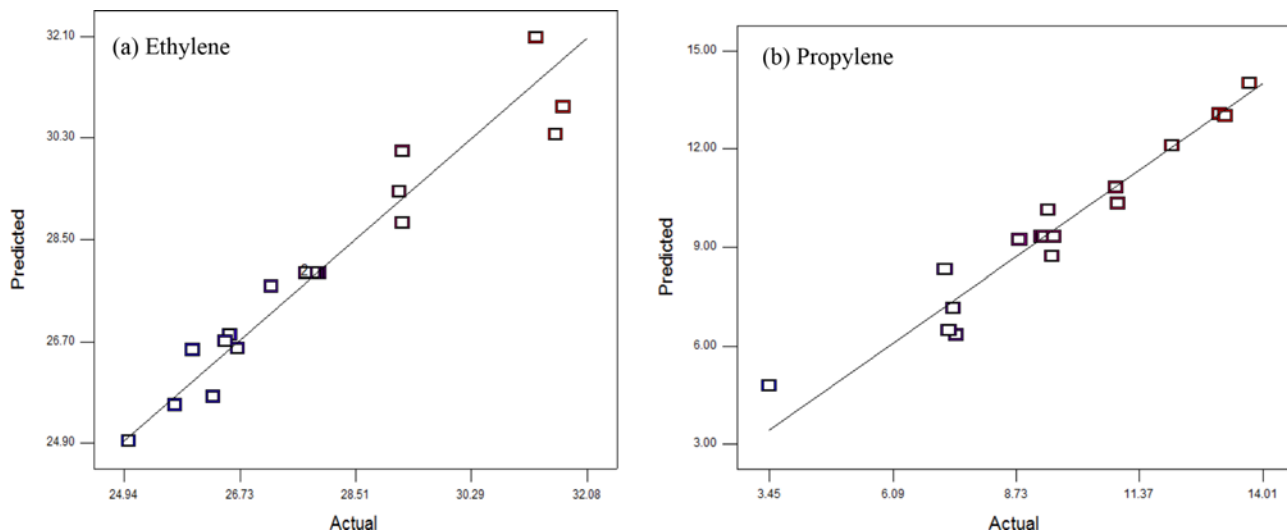 (a) Ethylene
32.10
30.30
28.50
26.70
24.90
Predicted
2
24.94 26.73 28.51 30.29 32.08
Actual
(b) Propylene
15.00
12.00
9.00
6.00
3.00
Predicted
3.45 6.09 8.73 11.37 14.01
Actual